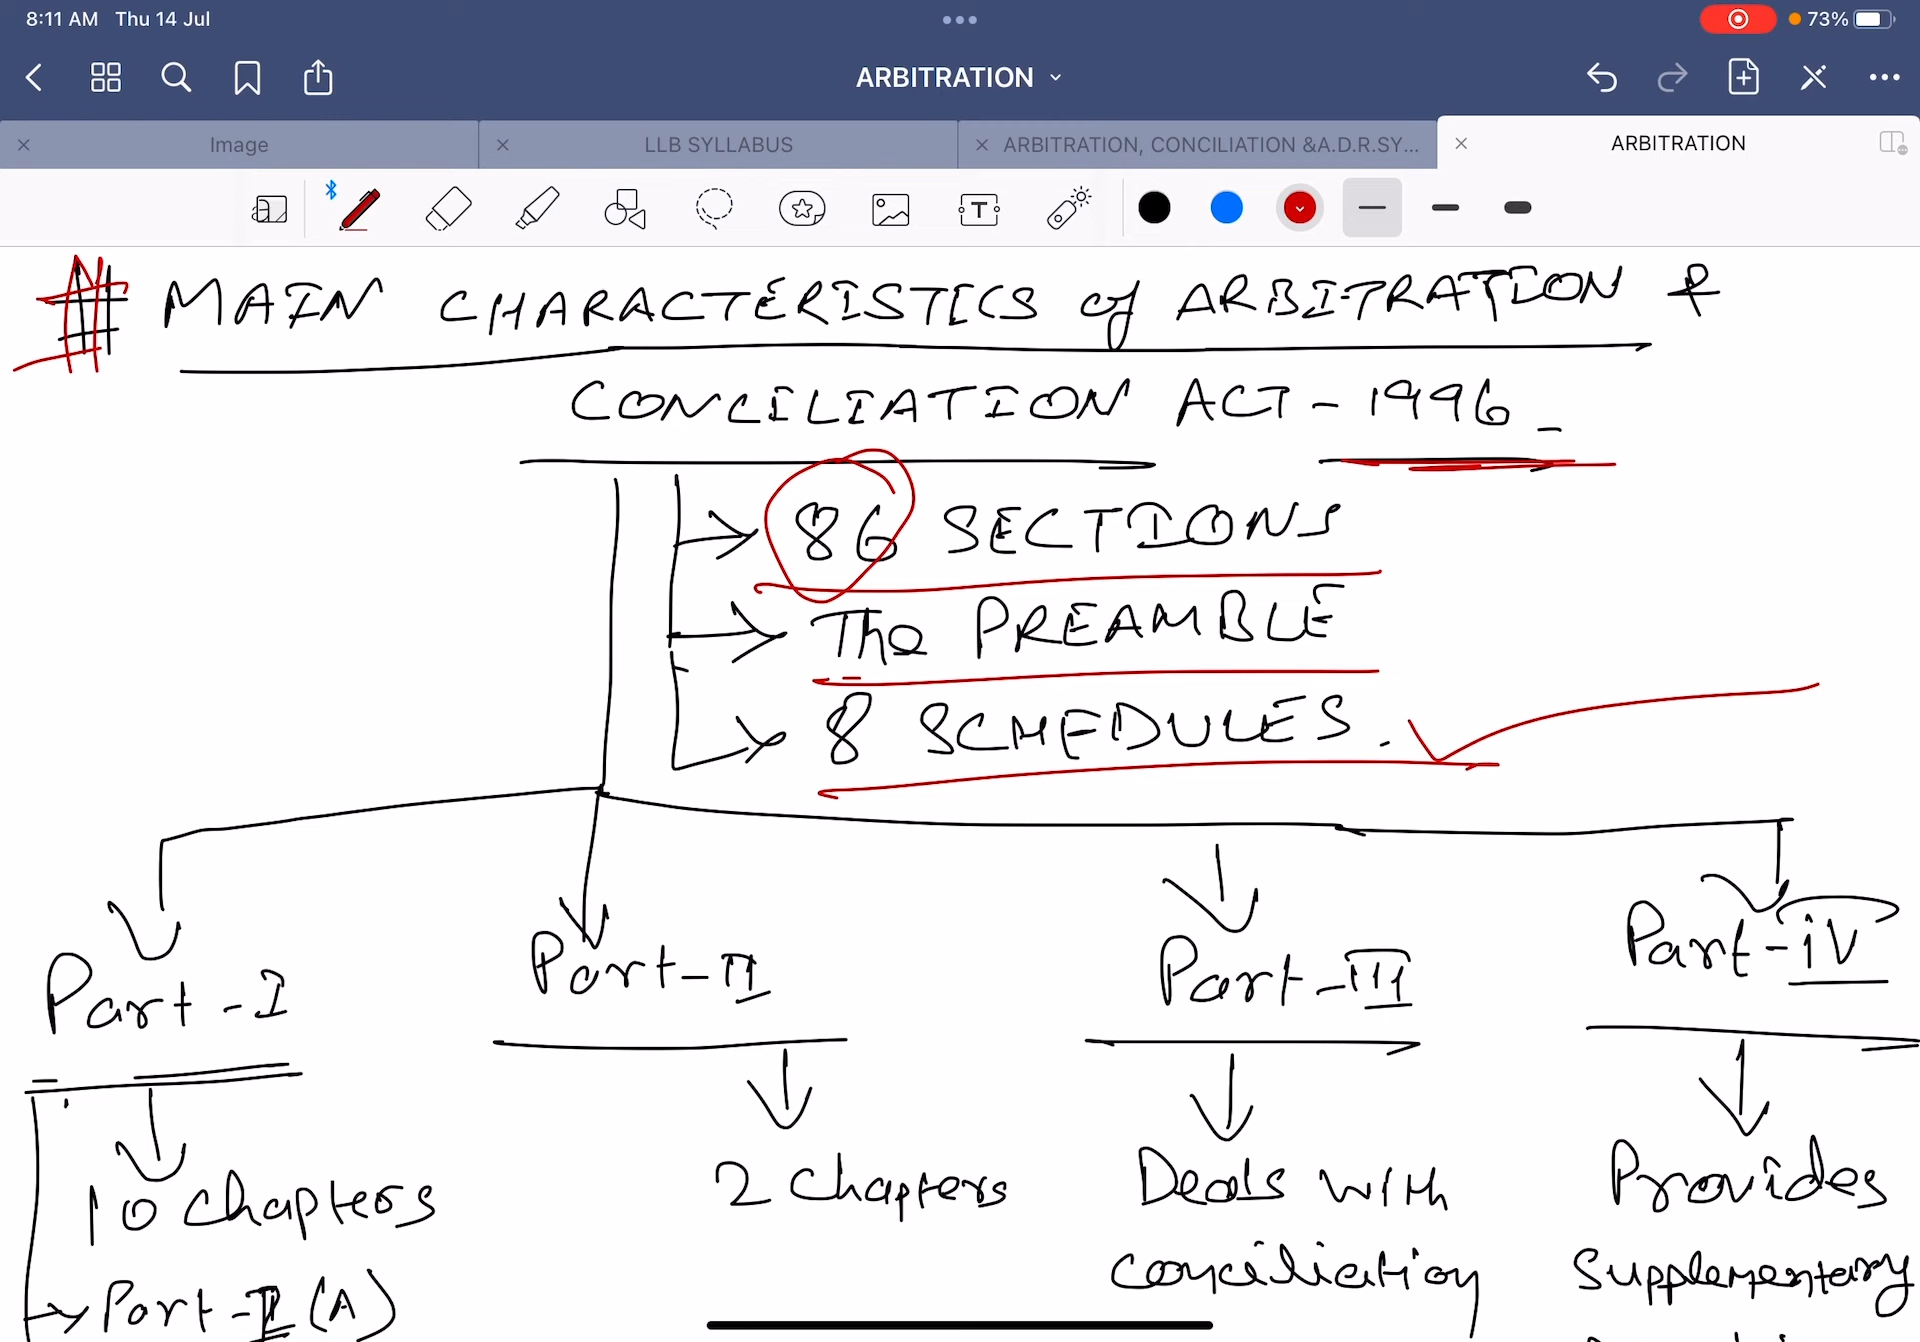 8:11 AM Thu 14 Jul
73%
ARBITRATION
Image
LLB SYLLABUS
ARBITRATION, CONCILIATION &A.D.R.SY...
ARBITRATION
# MAIN CHARACTERISTICS of ARBITRATION &
CONCILIATION ACT - 1996
86 SECTIONS
The PREAMBLE
8 SCHEDULES.
Part - I
Part - II
Part - III
Part - iV
10 Chapters
2 Chapters
Deals with
conciliation
Provides
Supplementary
Part - I (A)